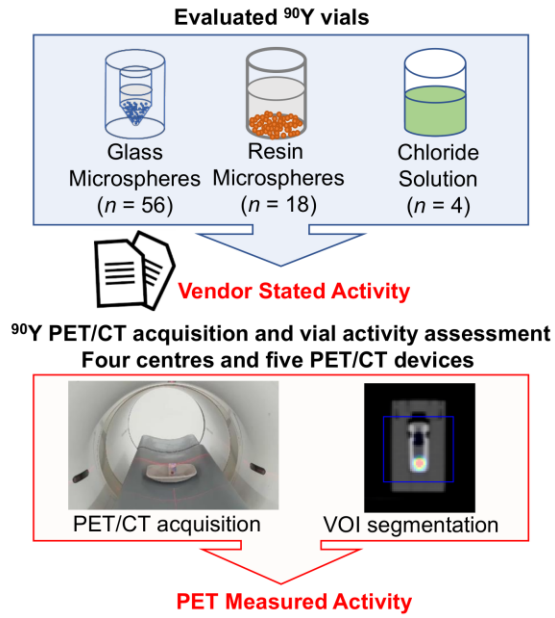 Evaluated ⁹⁰Y vials
Glass
Microspheres
(n = 56)
Resin
Microspheres
(n = 18)
Chloride
Solution
(n = 4)
Vendor Stated Activity
⁹⁰Y PET/CT acquisition and vial activity assessment
Four centres and five PET/CT devices
PET/CT acquisition
VOI segmentation
PET Measured Activity